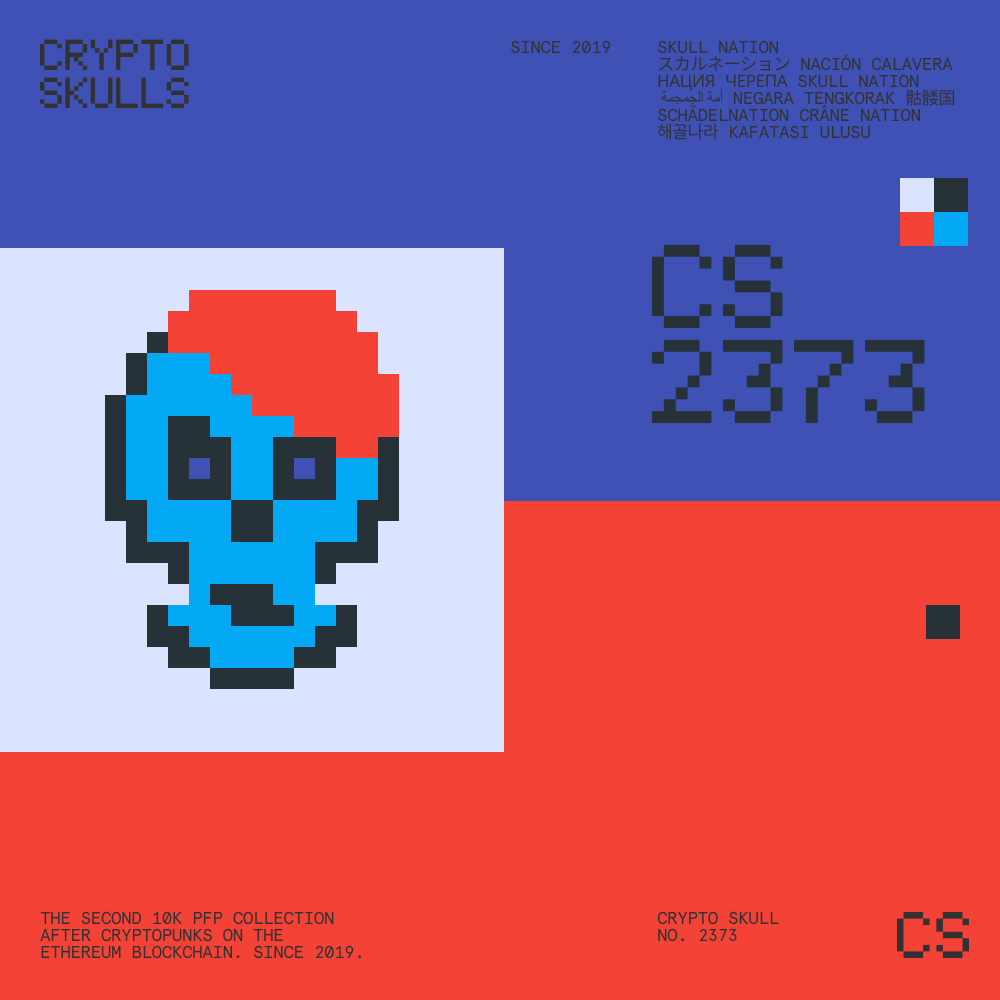 CRYPTO
SKULLS
SINCE 2019
SKULL NATION
スカルネーション NACIÓN CALAVERA
НАЦИЯ ЧЕРЕПА SKULL NATION
أمة الجمجمة NEGARA TENGKORAK 骷髅国
SCHÄDELNATION CRÂNE NATION
해골나라 KAFATASI ULUSU
CS
2373
THE SECOND 10K PFP COLLECTION
AFTER CRYPTOPUNKS ON THE
ETHEREUM BLOCKCHAIN. SINCE 2019.
CRYPTO SKULL
NO. 2373
CS